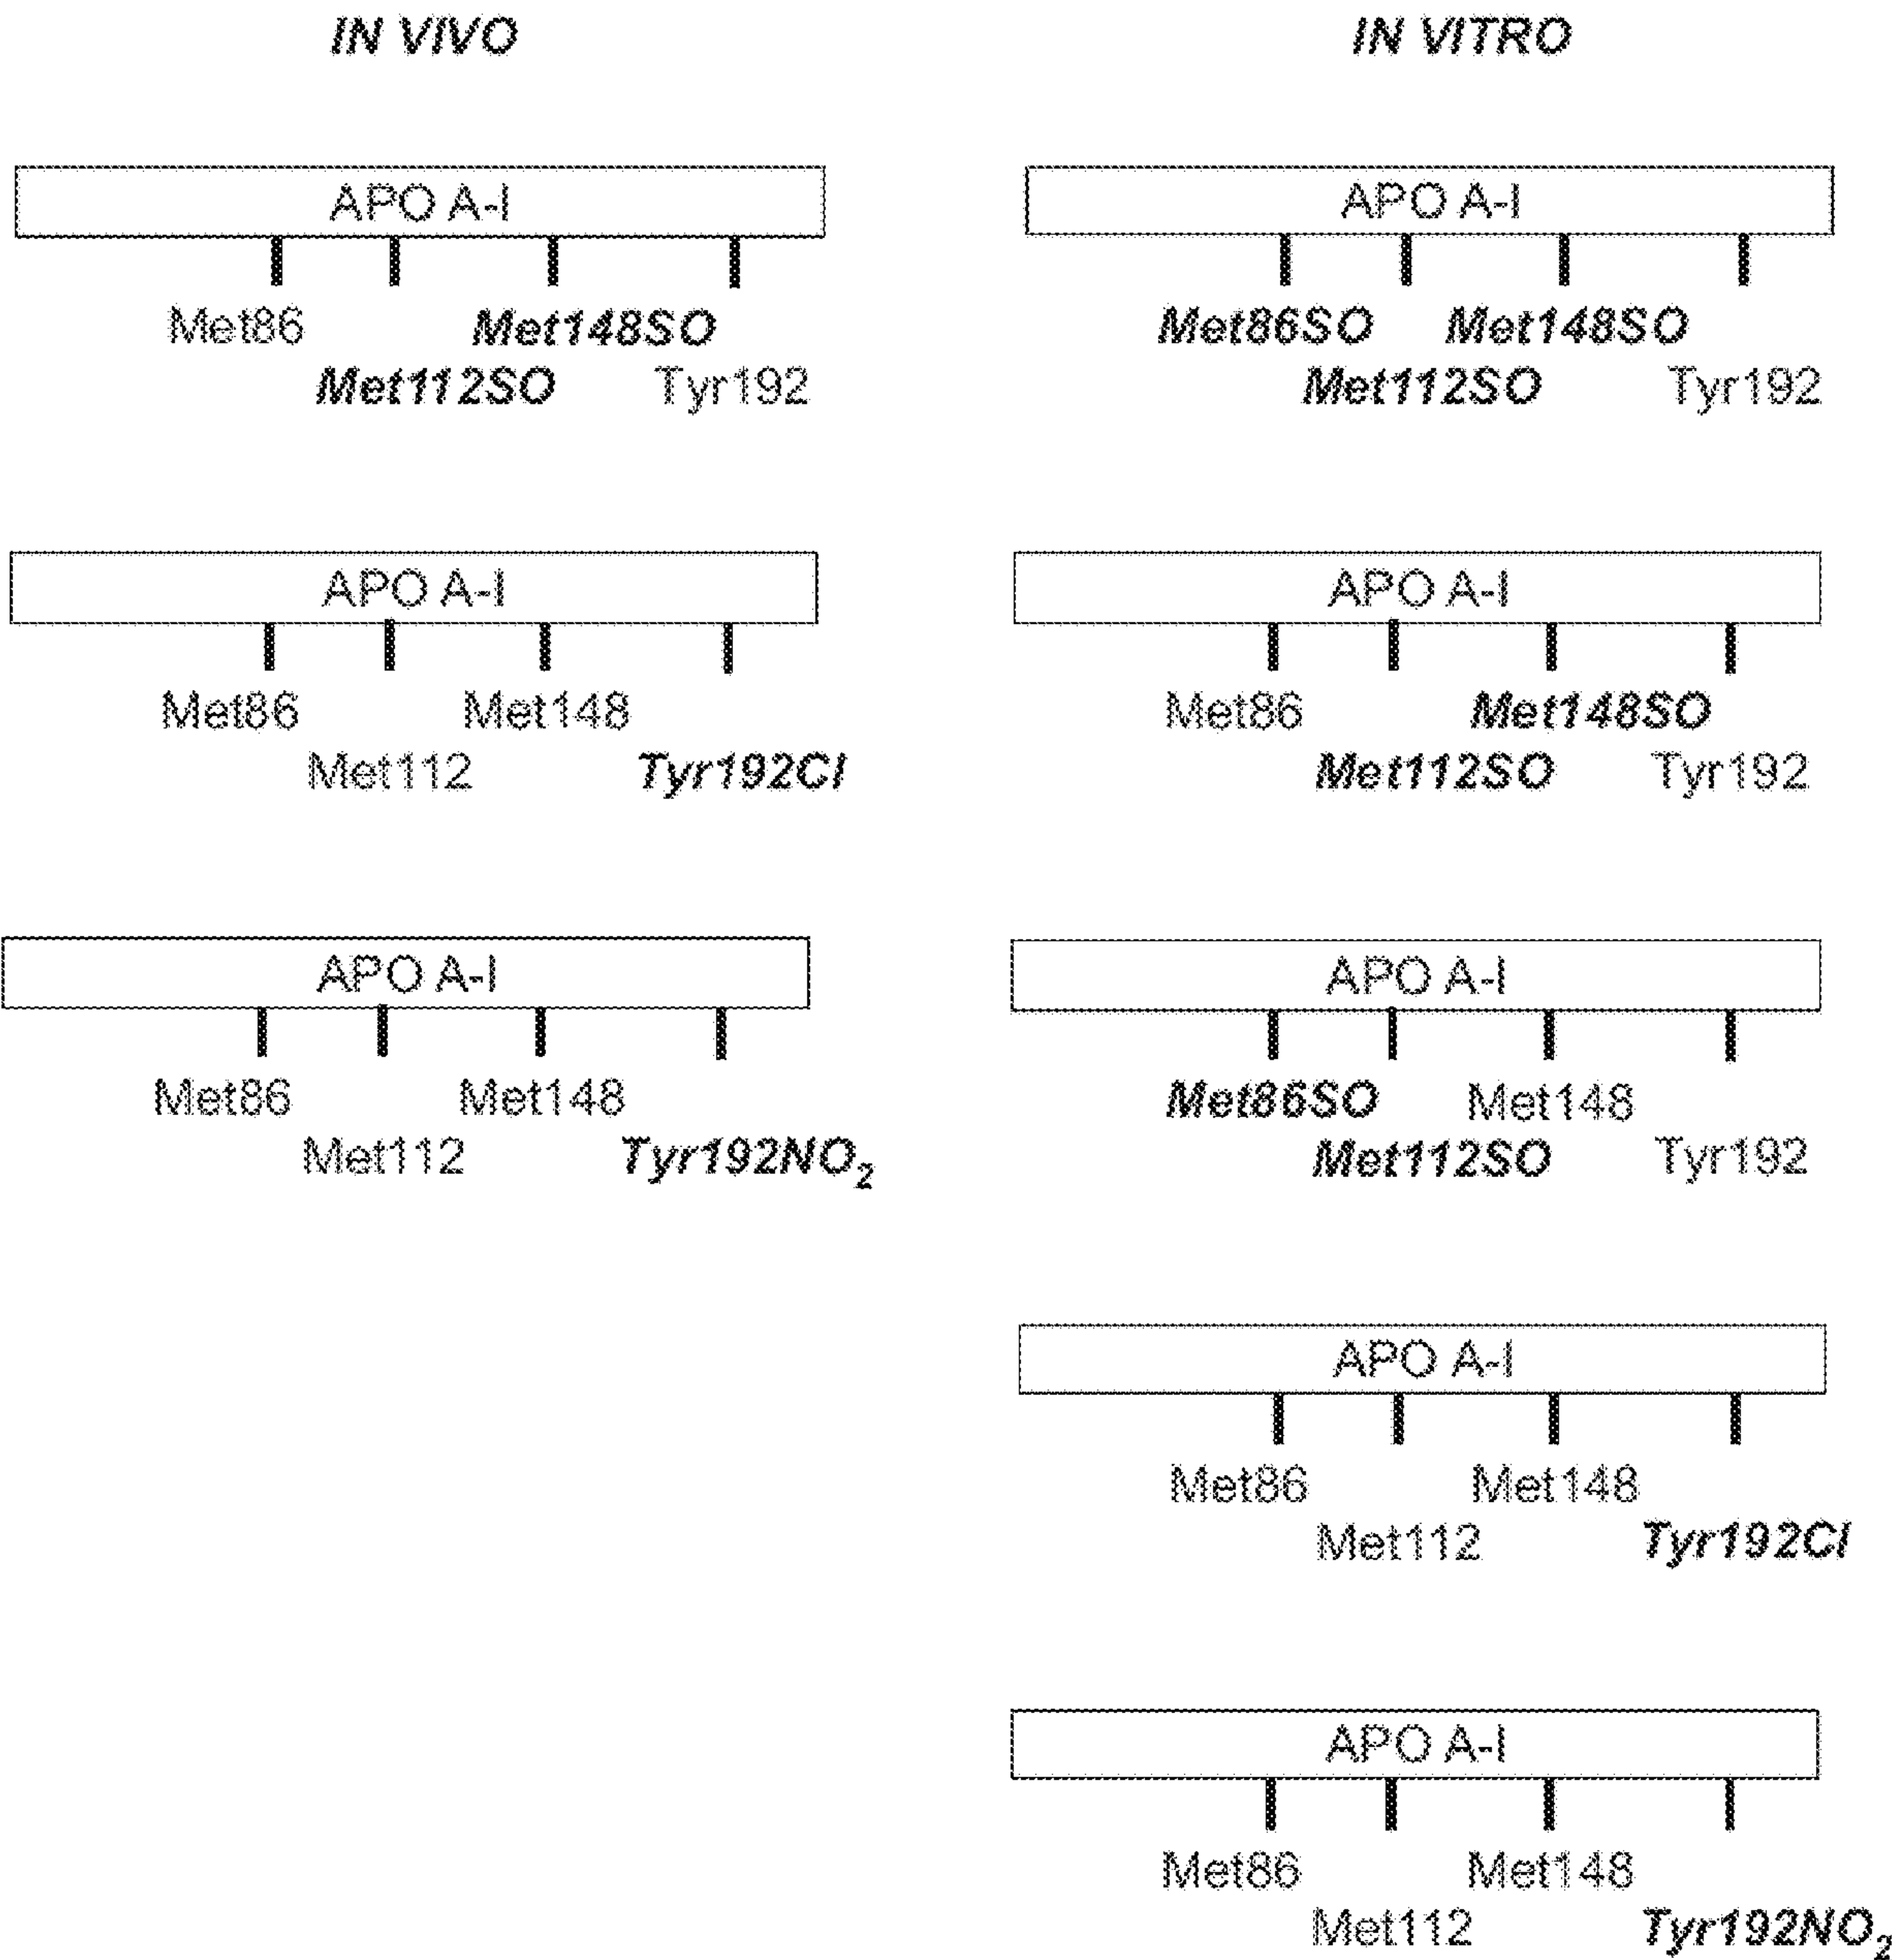 IN VIVO
IN VITRO
APO A-I
Met86
Met148SO
Met112SO
Tyr192
APO A-I
Met86SO
Met148SO
Met112SO
Tyr192
APO A-I
Met86
Met148
Met112
Tyr192Cl
APO A-I
Met86
Met148SO
Met112SO
Tyr192
APO A-I
Met86
Met148
Met112
Tyr192NO₂
APO A-I
Met86SO
Met148
Met112SO
Tyr192
APO A-I
Met86
Met148
Met112
Tyr192Cl
APO A-I
Met86
Met148
Met112
Tyr192NO₂